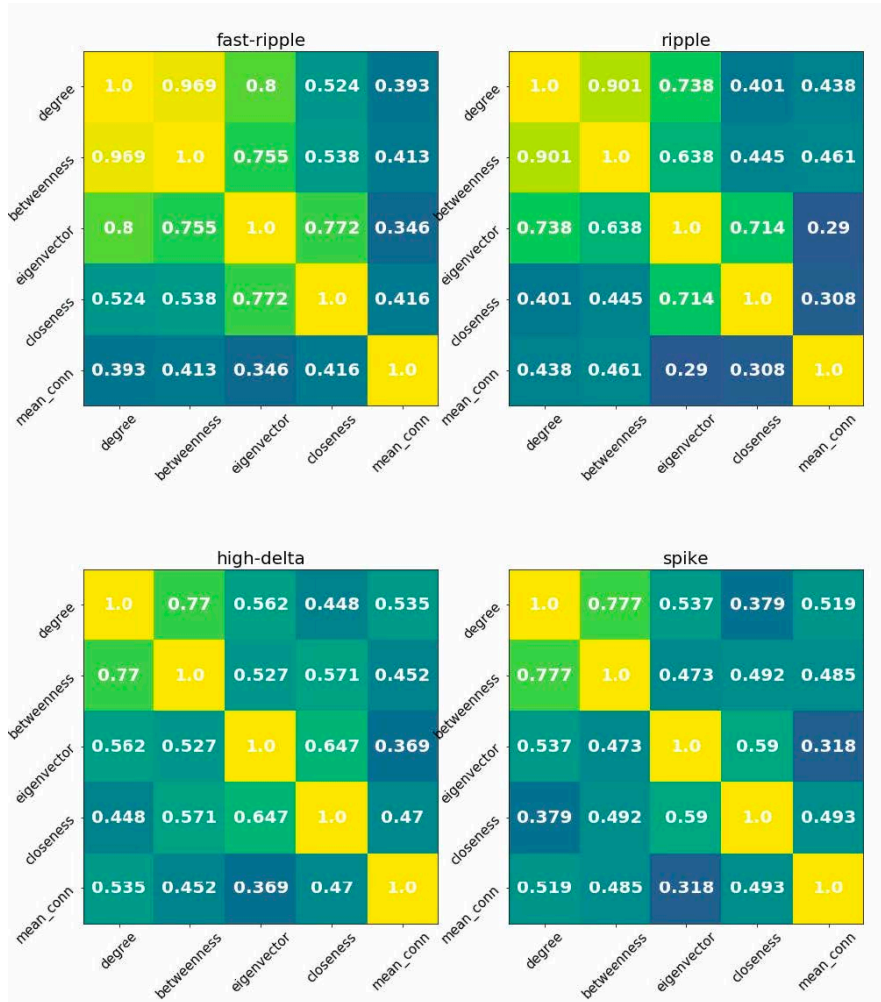 fast-ripple ripple
degree 1.0 0.969 0.8 0.524 0.393 degree 1.0 0.901 0.738 0.401 0.438
betweenness 0.969 1.0 0.755 0.538 0.413 betweenness 0.901 1.0 0.638 0.445 0.461
eigenvector 0.8 0.755 1.0 0.772 0.346 eigenvector 0.738 0.638 1.0 0.714 0.29
closeness 0.524 0.538 0.772 1.0 0.416 closeness 0.401 0.445 0.714 1.0 0.308
mean_conn 0.393 0.413 0.346 0.416 1.0 mean_conn 0.438 0.461 0.29 0.308 1.0
degree betweenness eigenvector closeness mean_conn degree betweenness eigenvector closeness mean_conn
high-delta spike
degree 1.0 0.77 0.562 0.448 0.535 degree 1.0 0.777 0.537 0.379 0.519
betweenness 0.77 1.0 0.527 0.571 0.452 betweenness 0.777 1.0 0.473 0.492 0.485
eigenvector 0.562 0.527 1.0 0.647 0.369 eigenvector 0.537 0.473 1.0 0.59 0.318
closeness 0.448 0.571 0.647 1.0 0.47 closeness 0.379 0.492 0.59 1.0 0.493
mean_conn 0.535 0.452 0.369 0.47 1.0 mean_conn 0.519 0.485 0.318 0.493 1.0
degree betweenness eigenvector closeness mean_conn degree betweenness eigenvector closeness mean_conn